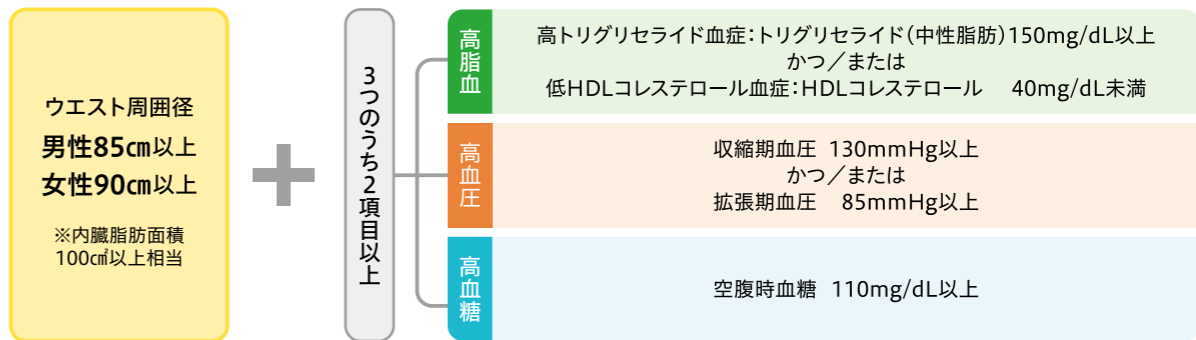 ウエスト周囲径
男性85㎝以上
女性90㎝以上
※内臓脂肪面積
100㎠以上相当
3つのうち2項目以上
高脂血
高トリグリセライド血症：トリグリセライド（中性脂肪）150mg/dL以上
かつ／または
低HDLコレステロール血症：HDLコレステロール　40mg/dL未満
高血圧
収縮期血圧 130mmHg以上
かつ／または
拡張期血圧　85mmHg以上
高血糖
空腹時血糖 110mg/dL以上